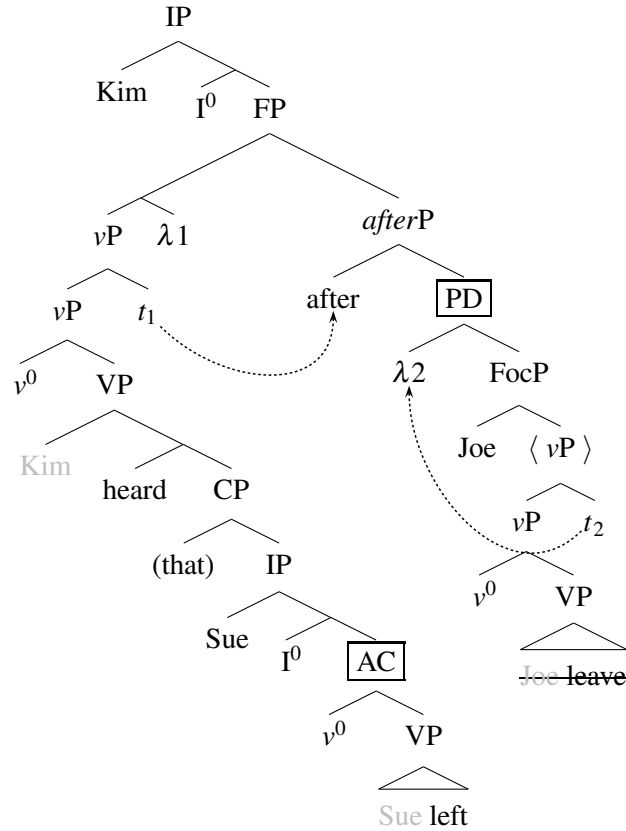 IP
Kim
I⁰ FP
vP λ1 afterP
vP t₁ after PD
v⁰ VP λ2 FocP
Kim Joe ⟨ vP ⟩
heard CP
vP t₂
(that) IP
v⁰ VP
Sue
I⁰ AC
Joe leave
v⁰ VP
Sue left